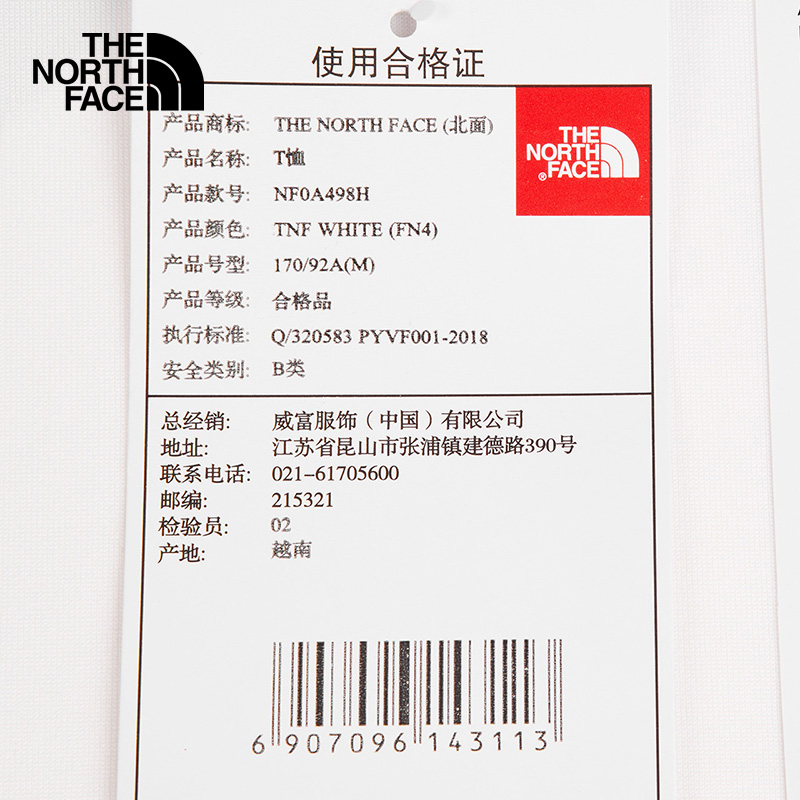 THE
NORTH
FACE
使用合格证
产品商标: THE NORTH FACE (北面)
产品名称: T恤
产品款号: NF0A498H
产品颜色: TNF WHITE (FN4)
产品号型: 170/92A(M)
产品等级: 合格品
执行标准: Q/320583 PYVF001-2018
安全类别: B类
THE
NORTH
®FACE
总经销: 威富服饰（中国）有限公司
地址: 江苏省昆山市张浦镇建德路390号
联系电话: 021-61705600
邮编: 215321
检验员: 02
产地: 越南
6 907096 143113